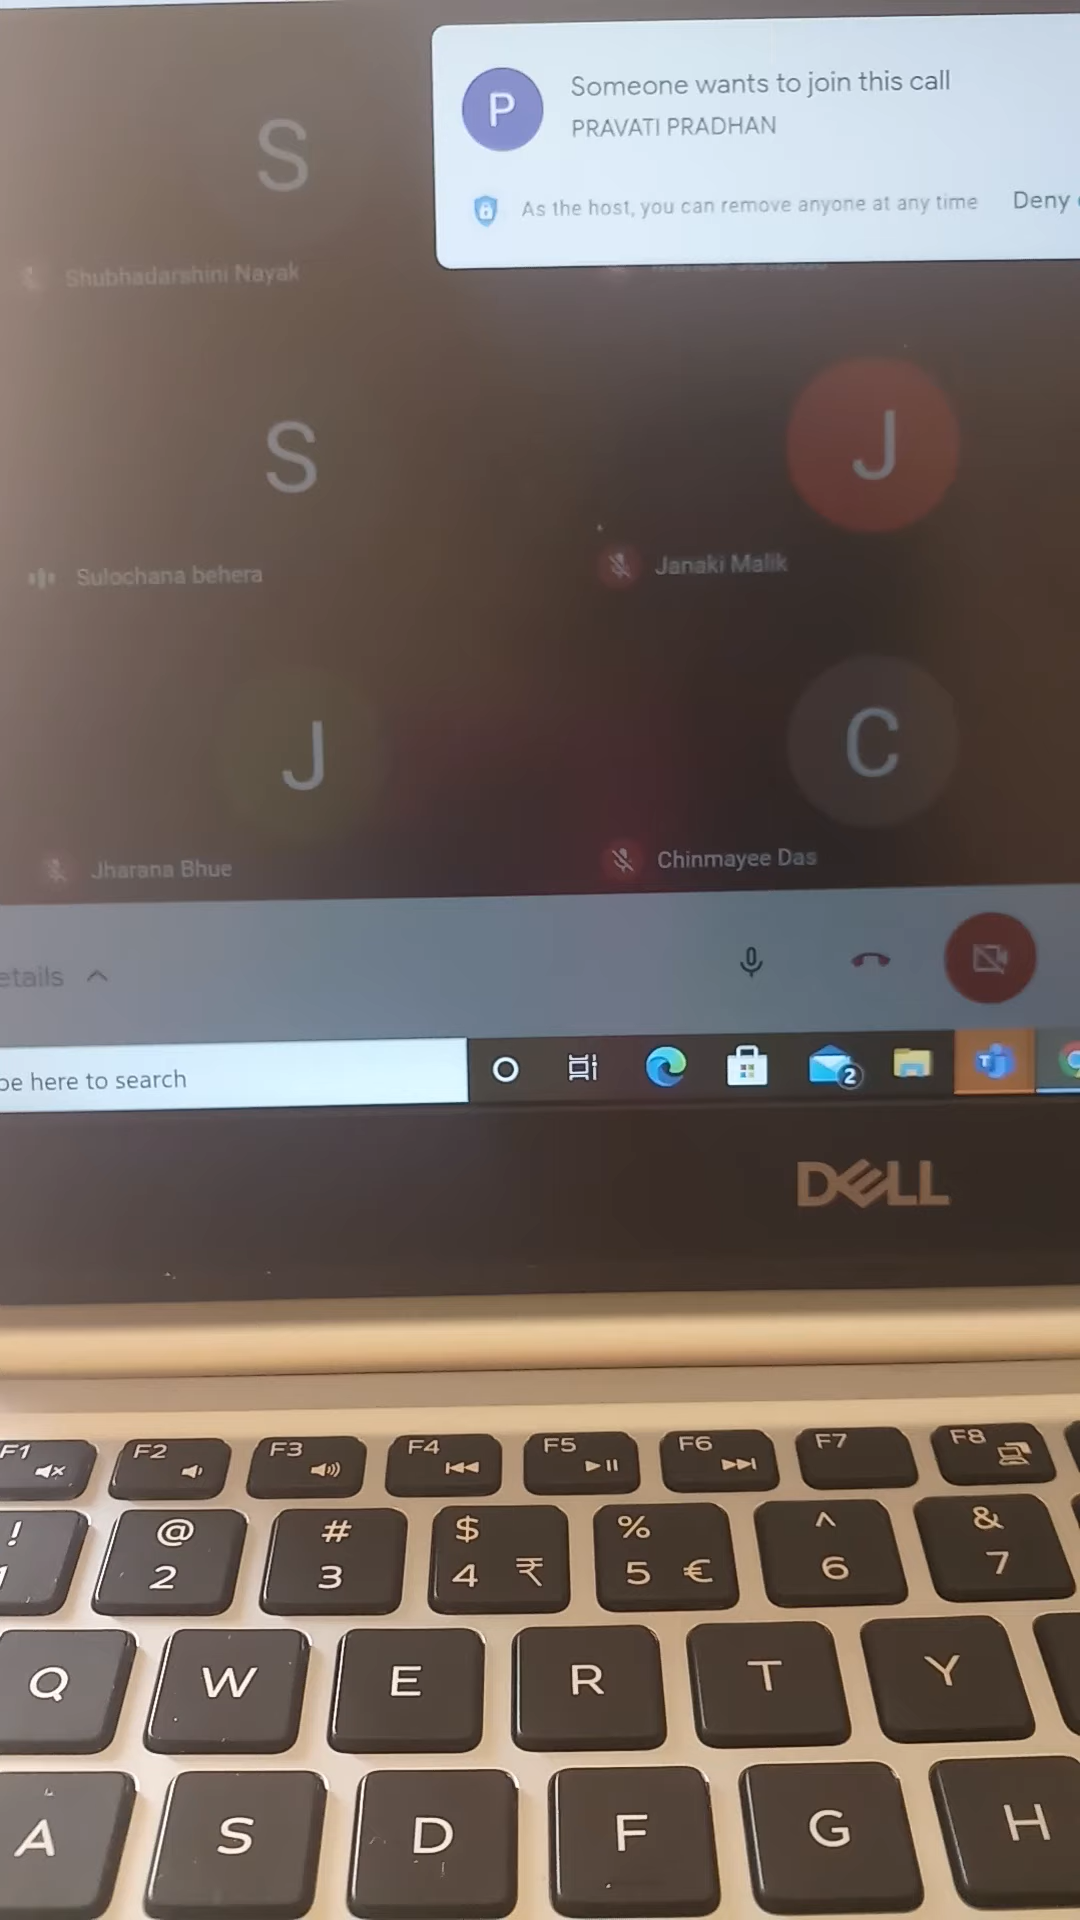 S
P
Someone wants to join this call
PRAVATI PRADHAN
As the host, you can remove anyone at any time
Deny
Shubhadarshini Nayak
S
J
Sulochana behera
Janaki Malik
J
C
Jharana Bhue
Chinmayee Das
etails
pe here to search
2
T
DELL
F1 F2 F3 F4 F5 F6 F7 F8
! @ # $ % ^ &
1 2 3 4 ₹ 5 € 6 7
Q W E R T Y
A S D F G H